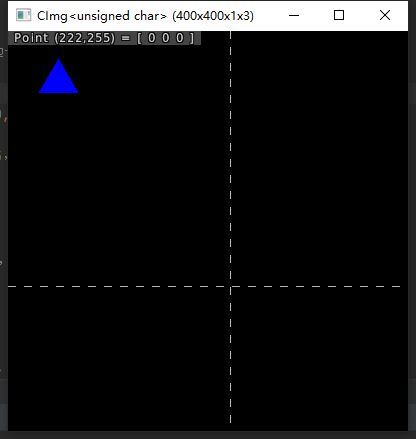 CImg<unsigned char> (400x400x1x3)
Point (222,255) = [ 0 0 0 ]